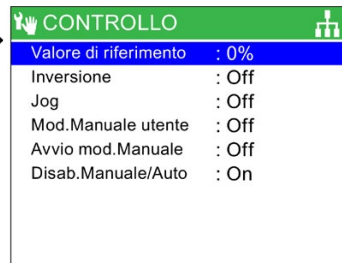 CONTROLLO
Valore di riferimento : 0%
Inversione : Off
Jog : Off
Mod.Manuale utente : Off
Avvio mod.Manuale : Off
Disab.Manuale/Auto : On